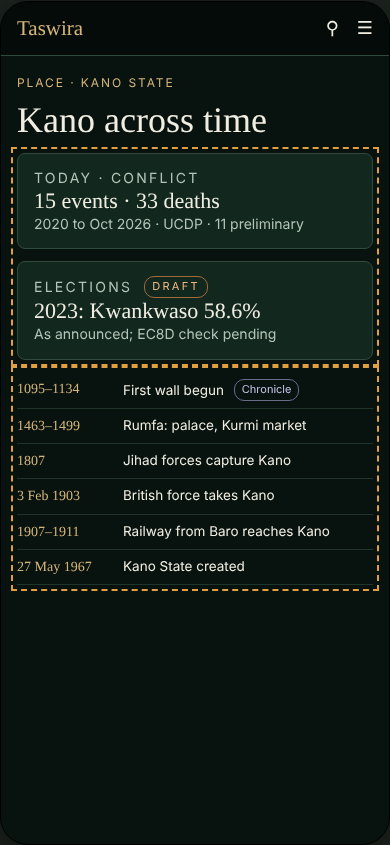 Taswira
PLACE · KANO STATE
Kano across time
TODAY · CONFLICT
15 events · 33 deaths
2020 to Oct 2026 · UCDP · 11 preliminary
ELECTIONS DRAFT
2023: Kwankwaso 58.6%
As announced; EC8D check pending
1095–1134 First wall begun Chronicle
1463–1499 Rumfa: palace, Kurmi market
1807 Jihad forces capture Kano
3 Feb 1903 British force takes Kano
1907–1911 Railway from Baro reaches Kano
27 May 1967 Kano State created